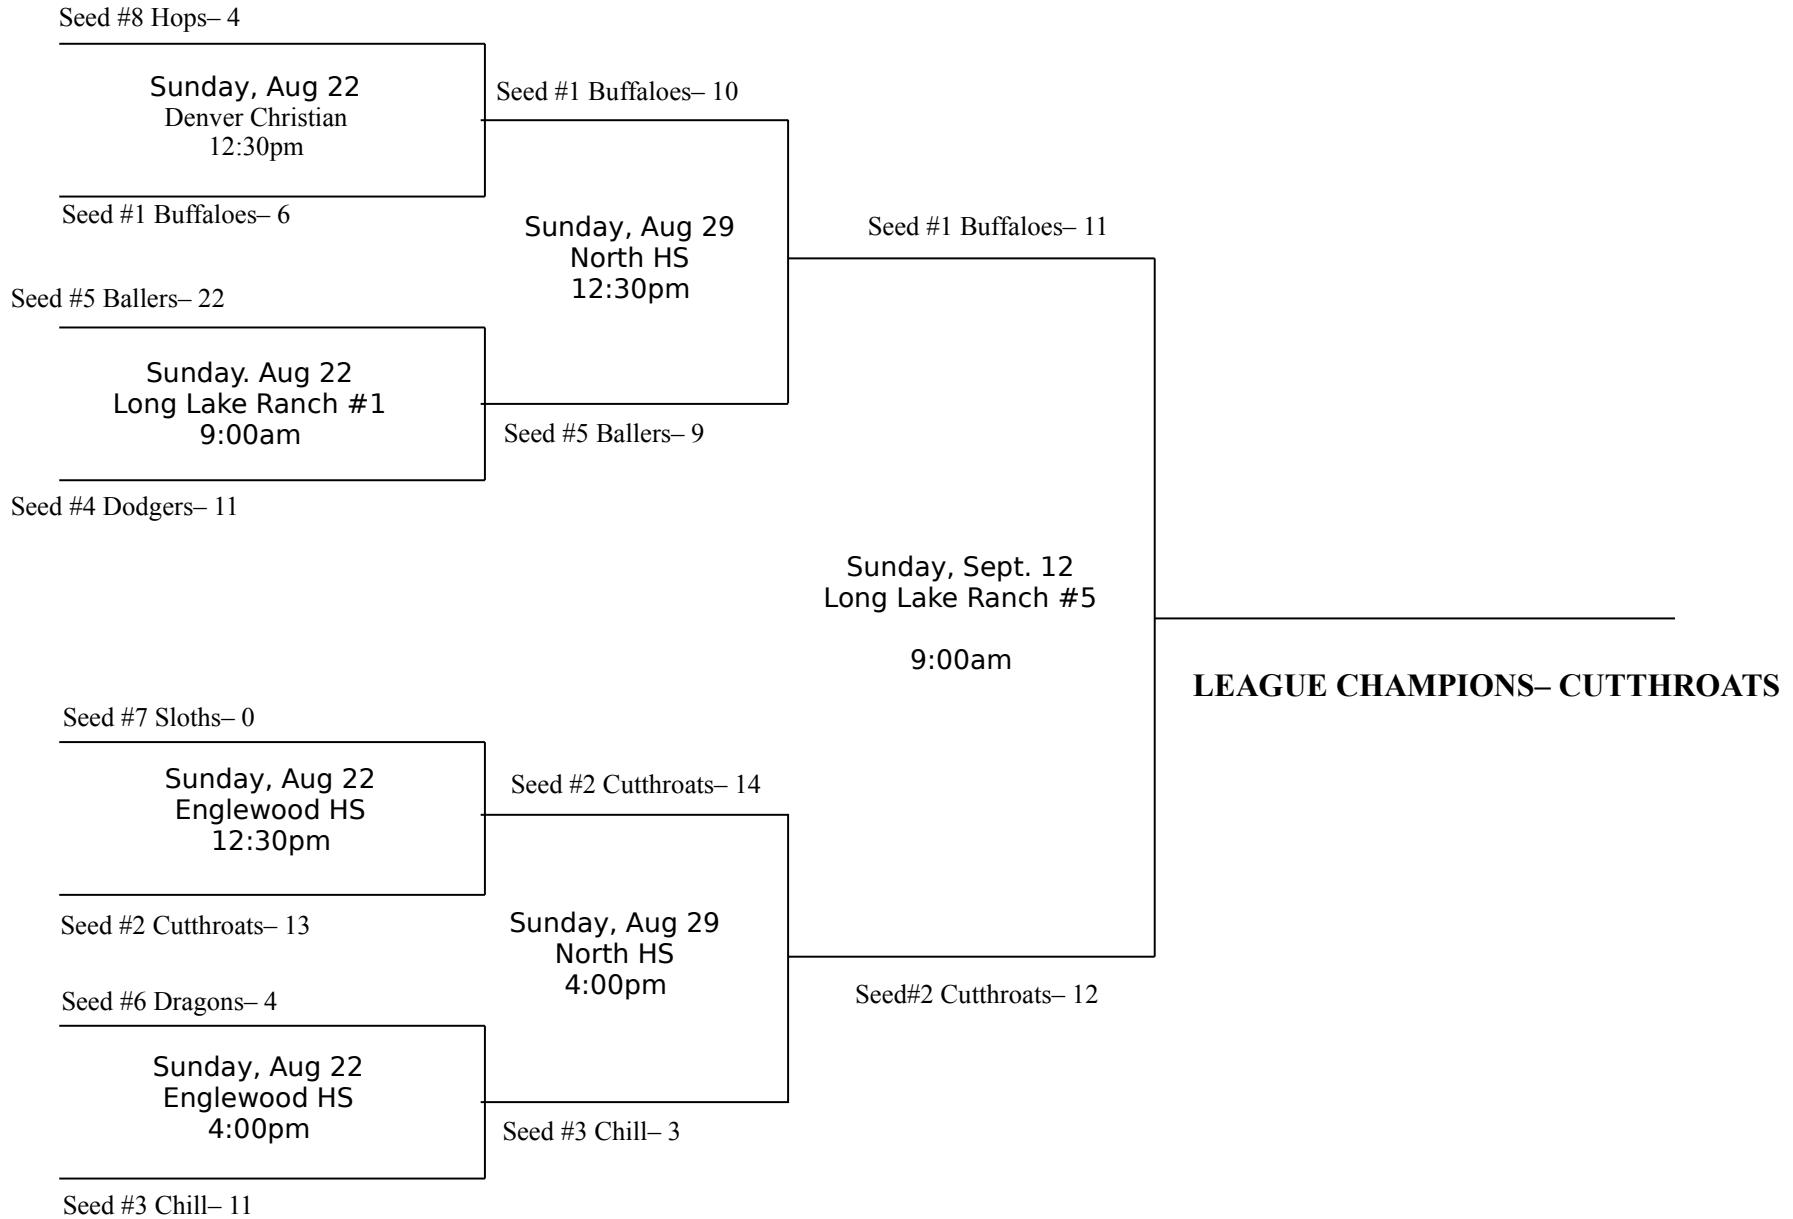 Seed #8 Hops– 4
Sunday, Aug 22
Denver Christian
12:30pm
Seed #1 Buffaloes– 6
Seed #1 Buffaloes– 10
Sunday, Aug 29
North HS
12:30pm
Seed #1 Buffaloes– 11
Seed #5 Ballers– 22
Sunday. Aug 22
Long Lake Ranch #1
9:00am
Seed #4 Dodgers– 11
Seed #5 Ballers– 9
Sunday, Sept. 12
Long Lake Ranch #5
9:00am
LEAGUE CHAMPIONS– CUTTHROATS
Seed #7 Sloths– 0
Sunday, Aug 22
Englewood HS
12:30pm
Seed #2 Cutthroats– 13
Seed #2 Cutthroats– 14
Sunday, Aug 29
North HS
4:00pm
Seed#2 Cutthroats– 12
Seed #6 Dragons– 4
Sunday, Aug 22
Englewood HS
4:00pm
Seed #3 Chill– 11
Seed #3 Chill– 3